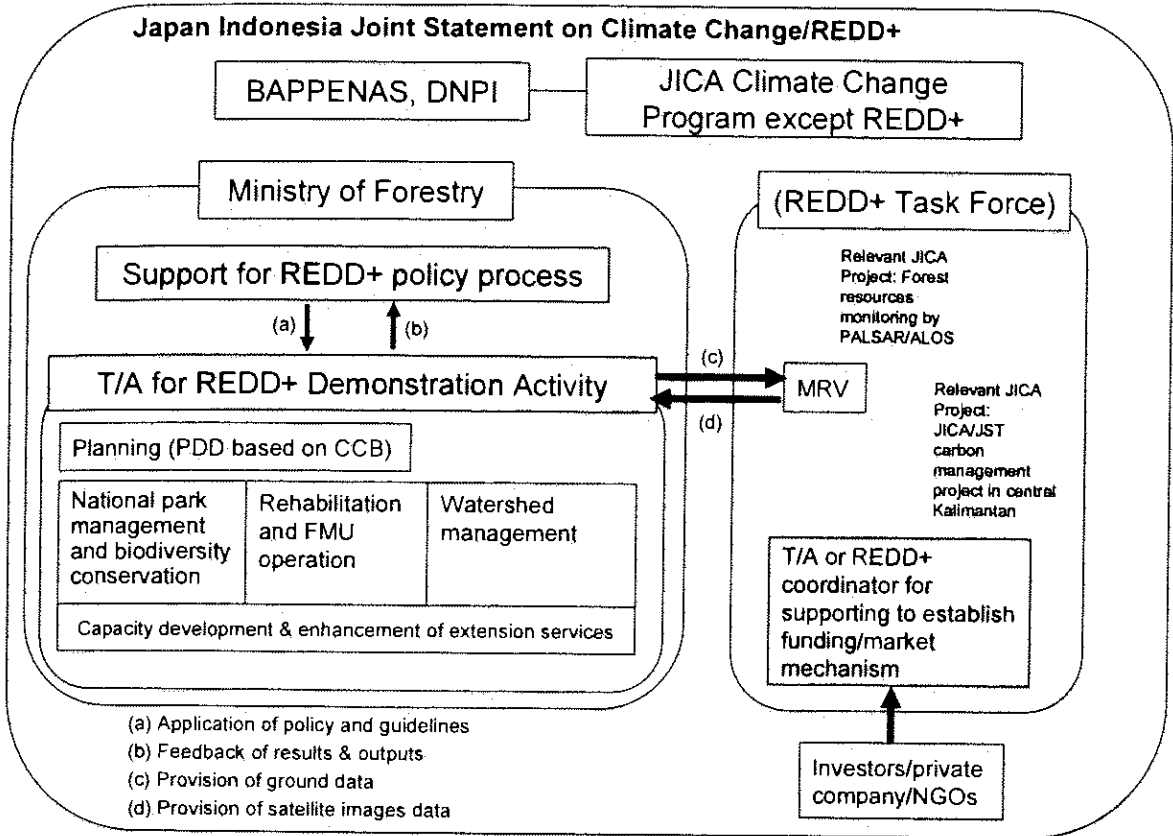 Japan Indonesia Joint Statement on Climate Change/REDD+
BAPPENAS, DNPI
JICA Climate Change
Program except REDD+
Ministry of Forestry
Support for REDD+ policy process
(a)
(b)
T/A for REDD+ Demonstration Activity
Planning (PDD based on CCB)
National park
management
and biodiversity
conservation
Rehabilitation
and FMU
operation
Watershed
management
Capacity development & enhancement of extension services
(c)
(d)
(REDD+ Task Force)
Relevant JICA
Project: Forest
resources
monitoring by
PALSAR/ALOS
MRV
Relevant JICA
Project:
JICA/JST
carbon
management
project in central
Kalimantan
T/A or REDD+
coordinator for
supporting to establish
funding/market
mechanism
Investors/private
company/NGOs
(a) Application of policy and guidelines
(b) Feedback of results & outputs
(c) Provision of ground data
(d) Provision of satellite images data